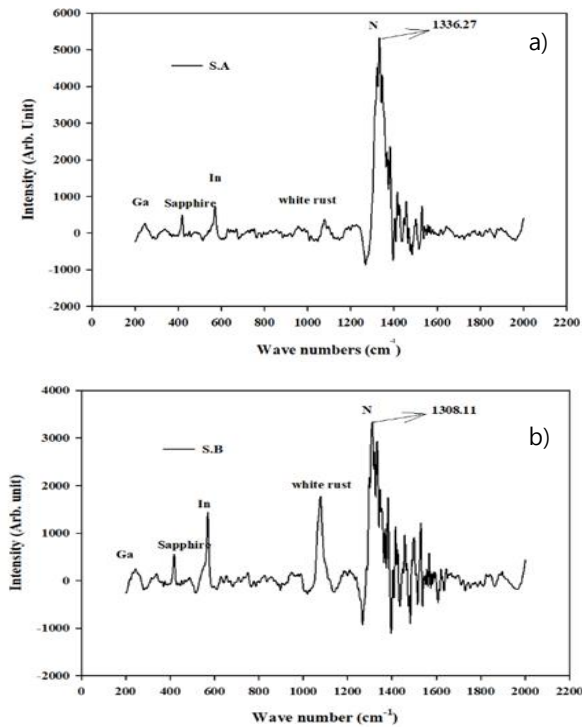 6000
a)
N
1336.27
5000
S.A
4000
3000
2000
In
1000
Ga
Sapphire
white rust
0
-1000
-2000
0 200 400 600 800 1000 1200 1400 1600 1800 2000 2200
Wave numbers (cm-1)
Intensity (Arb. Unit)
4000
b)
N
1308.11
3000
S.B
2000
In
white rust
1000
Ga
Sapphire
0
-1000
-2000
0 200 400 600 800 1000 1200 1400 1600 1800 2000 2200
Wave number (cm-1)
Intensity (Arb. unit)